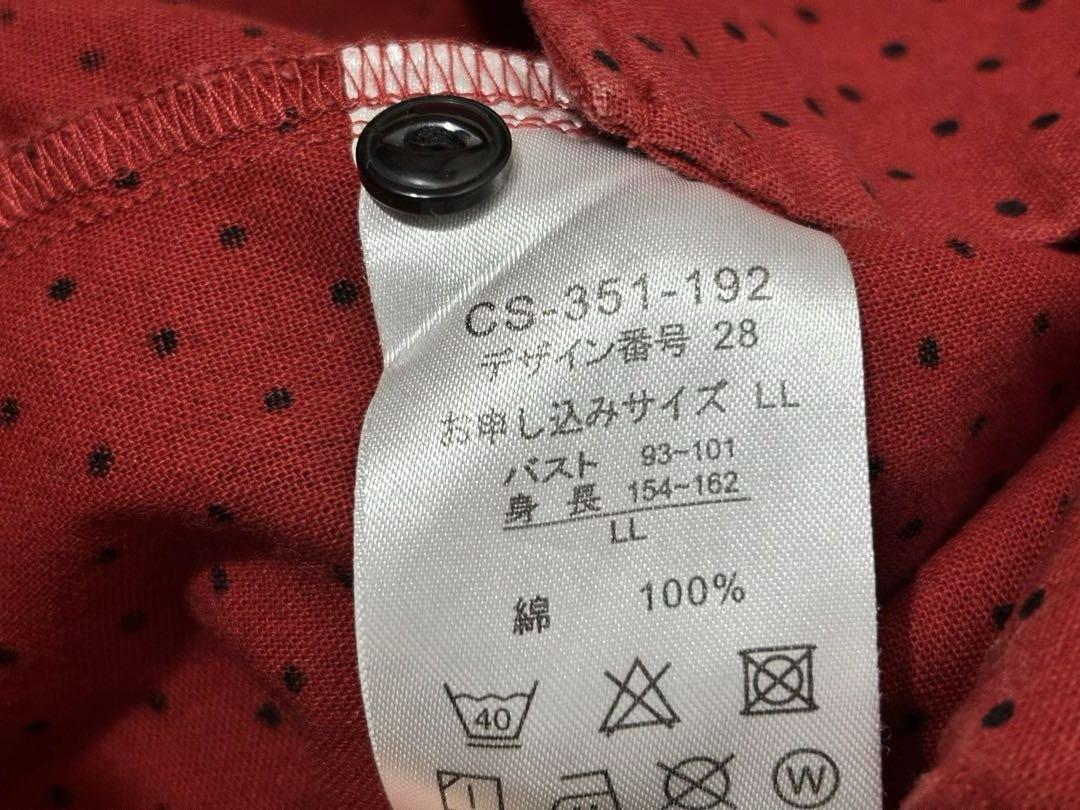 CS-351-192
デザイン番号 28
お申し込みサイズ LL
バスト 93~101
身長 154~162
LL
綿 100%
40
W